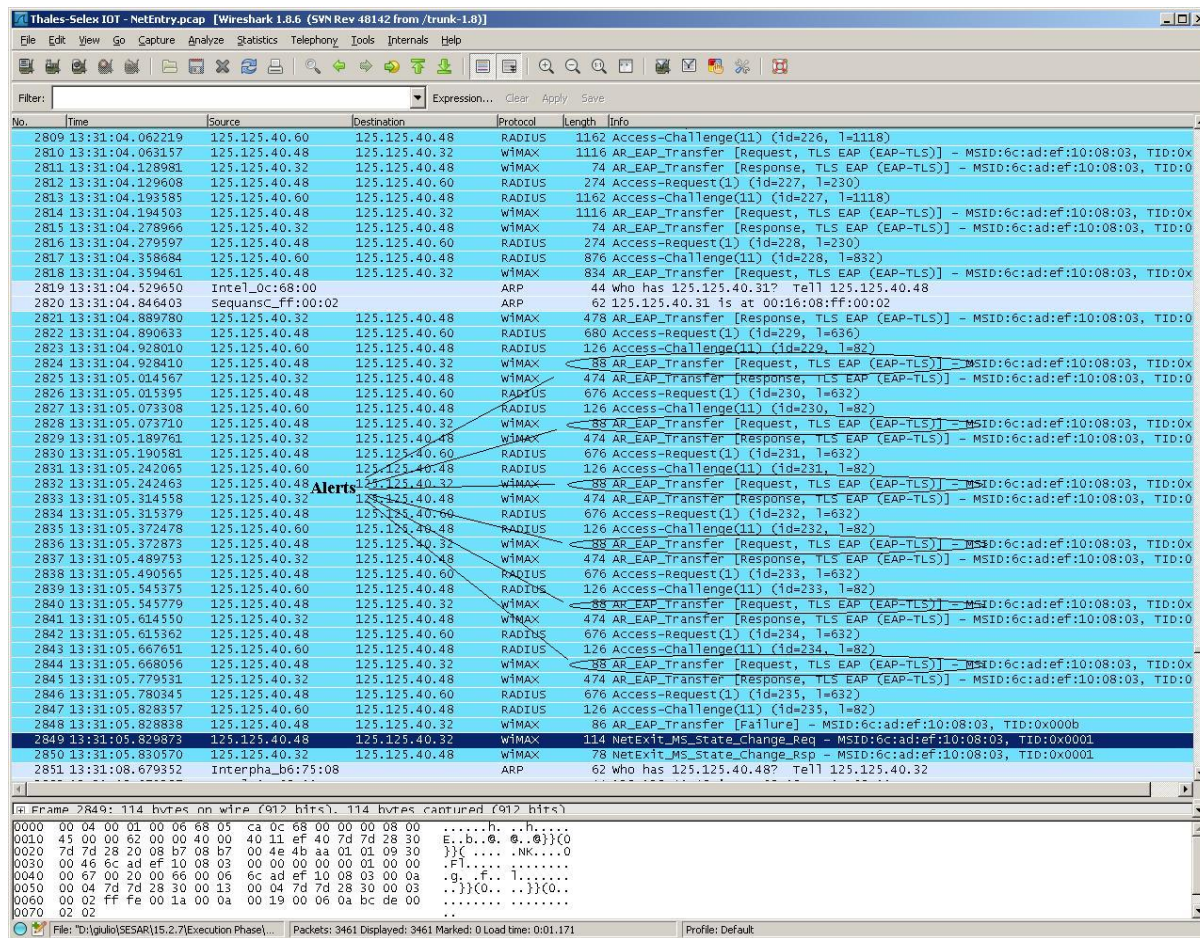 Thales-Selex IOT - NetEntry.pcap [Wireshark 1.8.6 (SVN Rev 48142 from /trunk-1.8)]
File Edit View Go Capture Analyze Statistics Telephony Tools Internals Help
Filter: Expression... Clear Apply Save
No. Time Source Destination Protocol Length Info
2809 13:31:04.062219 125.125.40.60 125.125.40.48 RADIUS 1162 Access-Challenge(11) (id=226, l=1118)
2810 13:31:04.063157 125.125.40.48 125.125.40.32 WiMAX 1116 AR_EAP_Transfer [Request, TLS EAP (EAP-TLS)] - MSID:6c:ad:ef:10:08:03, TID:0x
2811 13:31:04.128981 125.125.40.32 125.125.40.48 WiMAX 74 AR_EAP_Transfer [Response, TLS EAP (EAP-TLS)] - MSID:6c:ad:ef:10:08:03, TID:0
2812 13:31:04.129608 125.125.40.48 125.125.40.60 RADIUS 274 Access-Request(1) (id=227, l=230)
2813 13:31:04.193585 125.125.40.60 125.125.40.48 RADIUS 1162 Access-Challenge(11) (id=227, l=1118)
2814 13:31:04.194503 125.125.40.48 125.125.40.32 WiMAX 1116 AR_EAP_Transfer [Request, TLS EAP (EAP-TLS)] - MSID:6c:ad:ef:10:08:03, TID:0x
2815 13:31:04.278966 125.125.40.32 125.125.40.48 WiMAX 74 AR_EAP_Transfer [Response, TLS EAP (EAP-TLS)] - MSID:6c:ad:ef:10:08:03, TID:0
2816 13:31:04.279597 125.125.40.48 125.125.40.60 RADIUS 274 Access-Request(1) (id=228, l=230)
2817 13:31:04.358684 125.125.40.60 125.125.40.48 RADIUS 876 Access-Challenge(11) (id=228, l=832)
2818 13:31:04.359461 125.125.40.48 125.125.40.32 WiMAX 834 AR_EAP_Transfer [Request, TLS EAP (EAP-TLS)] - MSID:6c:ad:ef:10:08:03, TID:0x
2819 13:31:04.529650 Intel_0c:68:00 ARP 44 Who has 125.125.40.31? Tell 125.125.40.48
2820 13:31:04.846403 SequansC_ff:00:02 ARP 62 125.125.40.31 is at 00:16:08:ff:00:02
2821 13:31:04.889780 125.125.40.32 125.125.40.48 WiMAX 478 AR_EAP_Transfer [Response, TLS EAP (EAP-TLS)] - MSID:6c:ad:ef:10:08:03, TID:0
2822 13:31:04.890633 125.125.40.48 125.125.40.60 RADIUS 680 Access-Request(1) (id=229, l=636)
2823 13:31:04.928010 125.125.40.60 125.125.40.48 RADIUS 126 Access-Challenge(11) (id=229, l=82)
2824 13:31:04.928410 125.125.40.48 125.125.40.32 WiMAX 88 AR_EAP_Transfer [Request, TLS EAP (EAP-TLS)] - MSID:6c:ad:ef:10:08:03, TID:0x
2825 13:31:05.014567 125.125.40.32 125.125.40.48 WiMAX 474 AR_EAP_Transfer [Response, TLS EAP (EAP-TLS)] - MSID:6c:ad:ef:10:08:03, TID:0
2826 13:31:05.015395 125.125.40.48 125.125.40.60 RADIUS 676 Access-Request(1) (id=230, l=632)
2827 13:31:05.073308 125.125.40.60 125.125.40.48 RADIUS 126 Access-Challenge(11) (id=230, l=82)
2828 13:31:05.073710 125.125.40.48 125.125.40.32 WiMAX 88 AR_EAP_Transfer [Request, TLS EAP (EAP-TLS)] - MSID:6c:ad:ef:10:08:03, TID:0x
2829 13:31:05.189761 125.125.40.32 125.125.40.48 WiMAX 474 AR_EAP_Transfer [Response, TLS EAP (EAP-TLS)] - MSID:6c:ad:ef:10:08:03, TID:0
2830 13:31:05.190581 125.125.40.48 125.125.40.60 RADIUS 676 Access-Request(1) (id=231, l=632)
2831 13:31:05.242065 125.125.40.60 125.125.40.48 RADIUS 126 Access-Challenge(11) (id=231, l=82)
2832 13:31:05.242463 125.125.40.48 125.125.40.32 WiMAX 88 AR_EAP_Transfer [Request, TLS EAP (EAP-TLS)] - MSID:6c:ad:ef:10:08:03, TID:0x
Alerts
2833 13:31:05.314558 125.125.40.32 125.125.40.48 WiMAX 474 AR_EAP_Transfer [Response, TLS EAP (EAP-TLS)] - MSID:6c:ad:ef:10:08:03, TID:0
2834 13:31:05.315379 125.125.40.48 125.125.40.60 RADIUS 676 Access-Request(1) (id=232, l=632)
2835 13:31:05.372478 125.125.40.60 125.125.40.48 RADIUS 126 Access-Challenge(11) (id=232, l=82)
2836 13:31:05.372873 125.125.40.48 125.125.40.32 WiMAX 88 AR_EAP_Transfer [Request, TLS EAP (EAP-TLS)] - MSID:6c:ad:ef:10:08:03, TID:0x
2837 13:31:05.489753 125.125.40.32 125.125.40.48 WiMAX 474 AR_EAP_Transfer [Response, TLS EAP (EAP-TLS)] - MSID:6c:ad:ef:10:08:03, TID:0
2838 13:31:05.490565 125.125.40.48 125.125.40.60 RADIUS 676 Access-Request(1) (id=233, l=632)
2839 13:31:05.545375 125.125.40.60 125.125.40.48 RADIUS 126 Access-Challenge(11) (id=233, l=82)
2840 13:31:05.545779 125.125.40.48 125.125.40.32 WiMAX 88 AR_EAP_Transfer [Request, TLS EAP (EAP-TLS)] - MSID:6c:ad:ef:10:08:03, TID:0x
2841 13:31:05.614550 125.125.40.32 125.125.40.48 WiMAX 474 AR_EAP_Transfer [Response, TLS EAP (EAP-TLS)] - MSID:6c:ad:ef:10:08:03, TID:0
2842 13:31:05.615362 125.125.40.48 125.125.40.60 RADIUS 676 Access-Request(1) (id=234, l=632)
2843 13:31:05.667651 125.125.40.60 125.125.40.48 RADIUS 126 Access-Challenge(11) (id=234, l=82)
2844 13:31:05.668056 125.125.40.48 125.125.40.32 WiMAX 88 AR_EAP_Transfer [Request, TLS EAP (EAP-TLS)] - MSID:6c:ad:ef:10:08:03, TID:0x
2845 13:31:05.779531 125.125.40.32 125.125.40.48 WiMAX 474 AR_EAP_Transfer [Response, TLS EAP (EAP-TLS)] - MSID:6c:ad:ef:10:08:03, TID:0
2846 13:31:05.780345 125.125.40.48 125.125.40.60 RADIUS 676 Access-Request(1) (id=235, l=632)
2847 13:31:05.828357 125.125.40.60 125.125.40.48 RADIUS 126 Access-Challenge(11) (id=235, l=82)
2848 13:31:05.828838 125.125.40.48 125.125.40.32 WiMAX 86 AR_EAP_Transfer [Failure] - MSID:6c:ad:ef:10:08:03, TID:0x000b
2849 13:31:05.829873 125.125.40.48 125.125.40.32 WiMAX 114 NetExit_MS_State_Change_Req - MSID:6c:ad:ef:10:08:03, TID:0x0001
2850 13:31:05.830570 125.125.40.32 125.125.40.48 WiMAX 78 NetExit_MS_State_Change_Rsp - MSID:6c:ad:ef:10:08:03, TID:0x0001
2851 13:31:08.679352 Interpha_b6:75:08 ARP 62 Who has 125.125.40.48? Tell 125.125.40.32
Frame 2849: 114 bytes on wire (912 bits), 114 bytes captured (912 bits)
0000 00 04 00 01 00 06 68 05 ca 0c 68 00 00 00 08 00 ......h. ..h.....
0010 45 00 00 62 00 00 40 00 40 11 ef 40 7d 7d 28 30 E..b..@. @..@}}(0
0020 7d 7d 28 20 08 b7 08 b7 00 4e 4b aa 01 01 09 30 }}( .... .NK....0
0030 00 46 6c ad ef 10 08 03 00 00 00 00 00 01 00 00 .Fl..... ........
0040 00 67 00 20 00 66 00 06 6c ad ef 10 08 03 00 0a .g. .f.. l.......
0050 00 04 7d 7d 28 30 00 13 00 04 7d 7d 28 30 00 03 ..}}(0.. ..}}(0..
0060 00 02 ff fe 00 1a 00 0a 00 19 00 06 0a bc de 00 ........ ........
0070 02 02 ..
File: "D:\giulio\SESAR\15.2.7\Execution Phase\... Packets: 3461 Displayed: 3461 Marked: 0 Load time: 0:01.171 Profile: Default